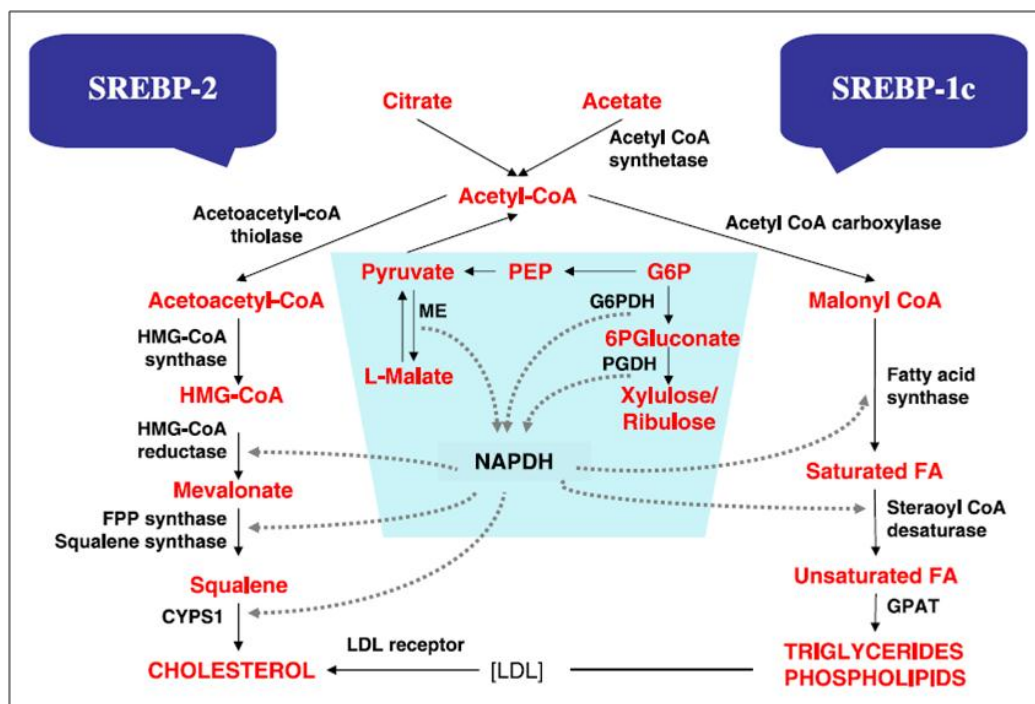 SREBP-2
SREBP-1c
Citrate
Acetate
Acetyl CoA
synthetase
Acetyl-CoA
Acetoacetyl-coA
thiolase
Acetyl CoA carboxylase
Pyruvate
PEP
G6P
Acetoacetyl-CoA
ME
G6PDH
Malonyl CoA
HMG-CoA
synthase
6PGluconate
PGDH
L-Malate
HMG-CoA
Xylulose/
Ribulose
Fatty acid
synthase
HMG-CoA
reductase
NAPDH
Saturated FA
Mevalonate
FPP synthase
Squalene synthase
Steraoyl CoA
desaturase
Squalene
Unsaturated FA
CYPS1
GPAT
LDL receptor
CHOLESTEROL
[LDL]
TRIGLYCERIDES
PHOSPHOLIPIDS